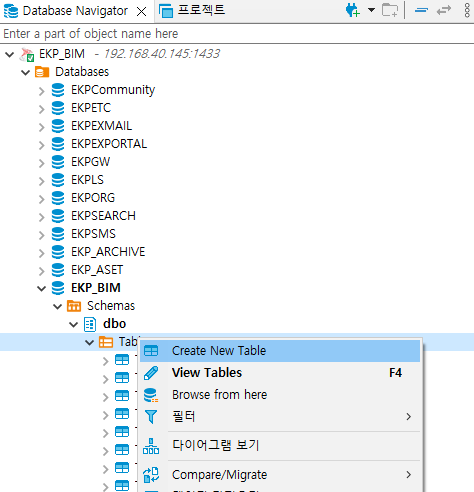 Database Navigator 프로젝트
Enter a part of object name here
EKP_BIM - 192.168.40.145:1433
Databases
EKPCommunity
EKPETC
EKPEXMAIL
EKPEXPORTAL
EKPGW
EKPLS
EKPORG
EKPSEARCH
EKPSMS
EKP_ARCHIVE
EKP_ASET
EKP_BIM
Schemas
dbo
Create New Table
View Tables F4
Browse from here
필터
다이어그램 보기
Compare/Migrate